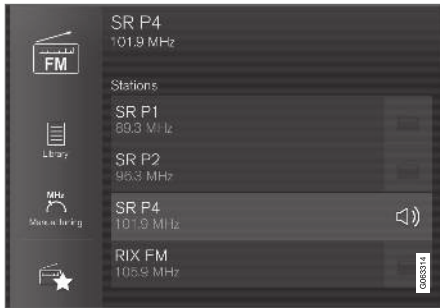 FM
SR P4
101.9 MHz
Stations
SR P1
89.3 MHz
SR P2
96.3 MHz
Library
SR P4
101.9 MHz
MHz
Manual tuning
RIX FM
105.9 MHz
G063314